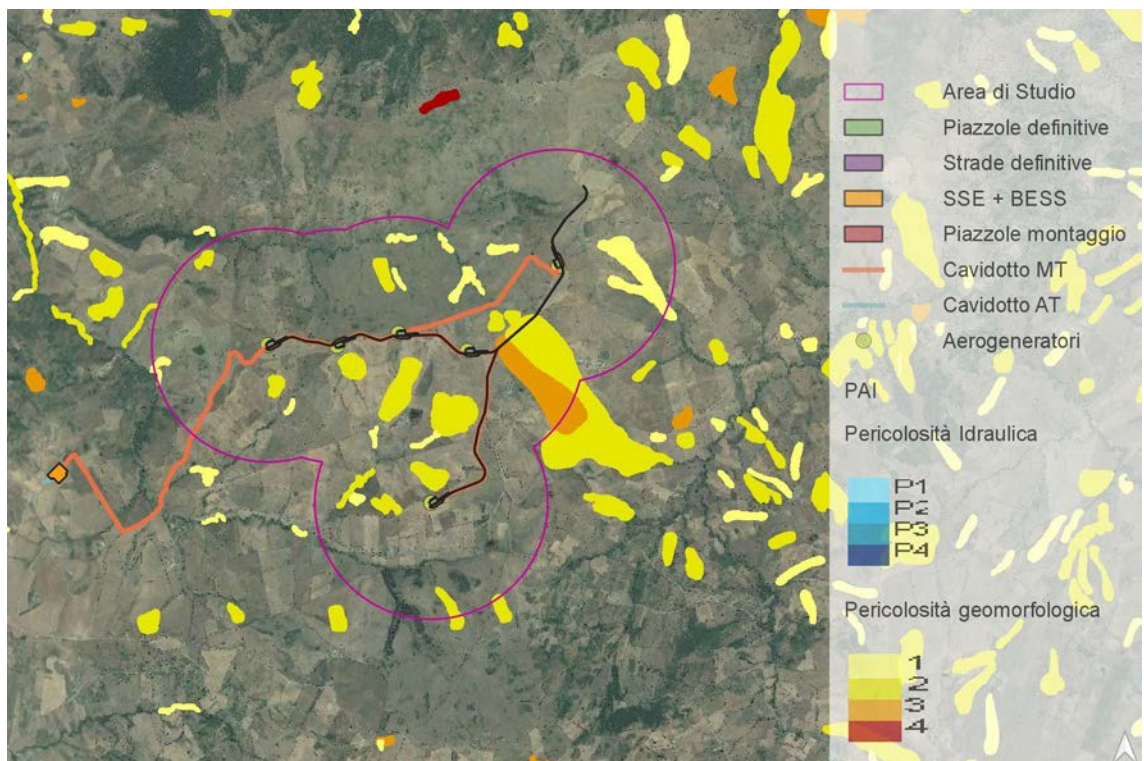 Area di Studio
Piazzole definitive
Strade definitive
SSE + BESS
Piazzole montaggio
Cavidotto MT
Cavidotto AT
Aerogeneratori
PAI
Pericolosità Idraulica
P1
P2
P3
P4
Pericolosità geomorfologica
1
2
3
4